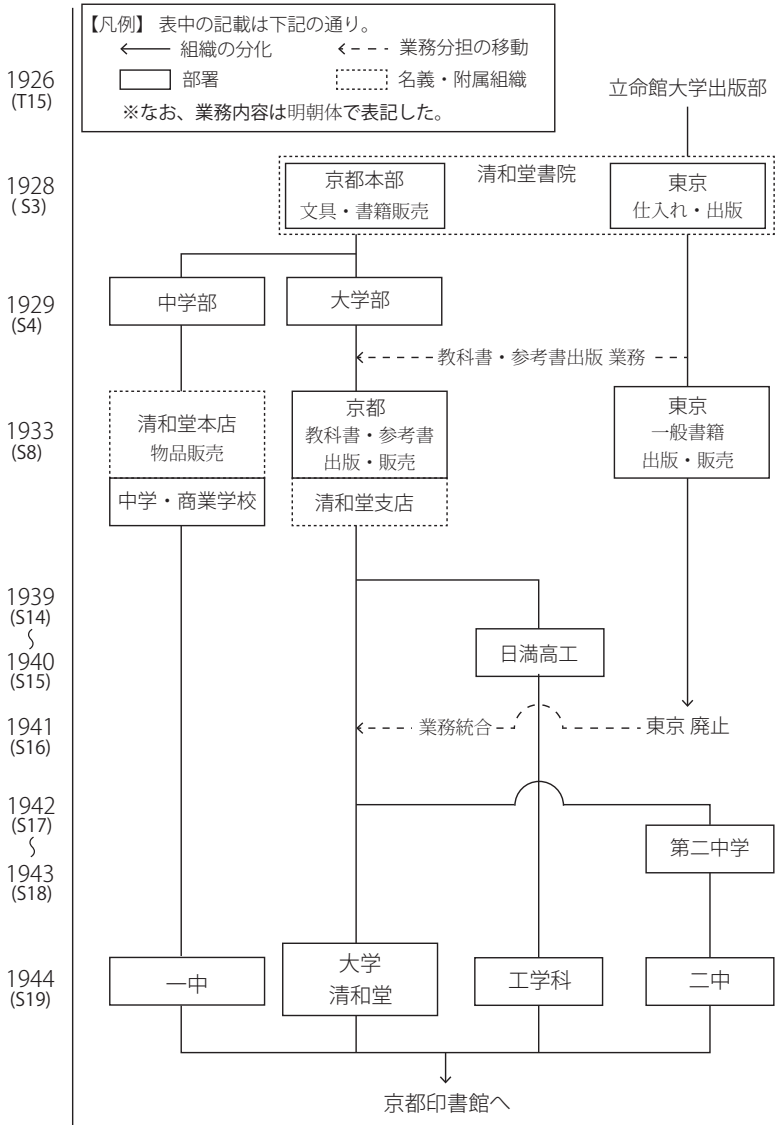 【凡例】 表中の記載は下記の通り。
組織の分化
業務分担の移動
部署
名義・附属組織
※なお、業務内容は明朝体で表記した。
1926
(T15)
立命館大学出版部
1928
( S3)
京都本部
文具・書籍販売
清和堂書院
東京
仕入れ・出版
1929
(S4)
中学部
大学部
教科書・参考書出版 業務
1933
(S8)
清和堂本店
物品販売
中学・商業学校
京都
教科書・参考書
出版・販売
清和堂支店
東京
一般書籍
出版・販売
1939
(S14)
〜
1940
(S15)
日満高工
1941
(S16)
業務統合
東京 廃止
1942
(S17)
〜
1943
(S18)
第二中学
1944
(S19)
一中
大学
清和堂
工学科
二中
京都印書館へ